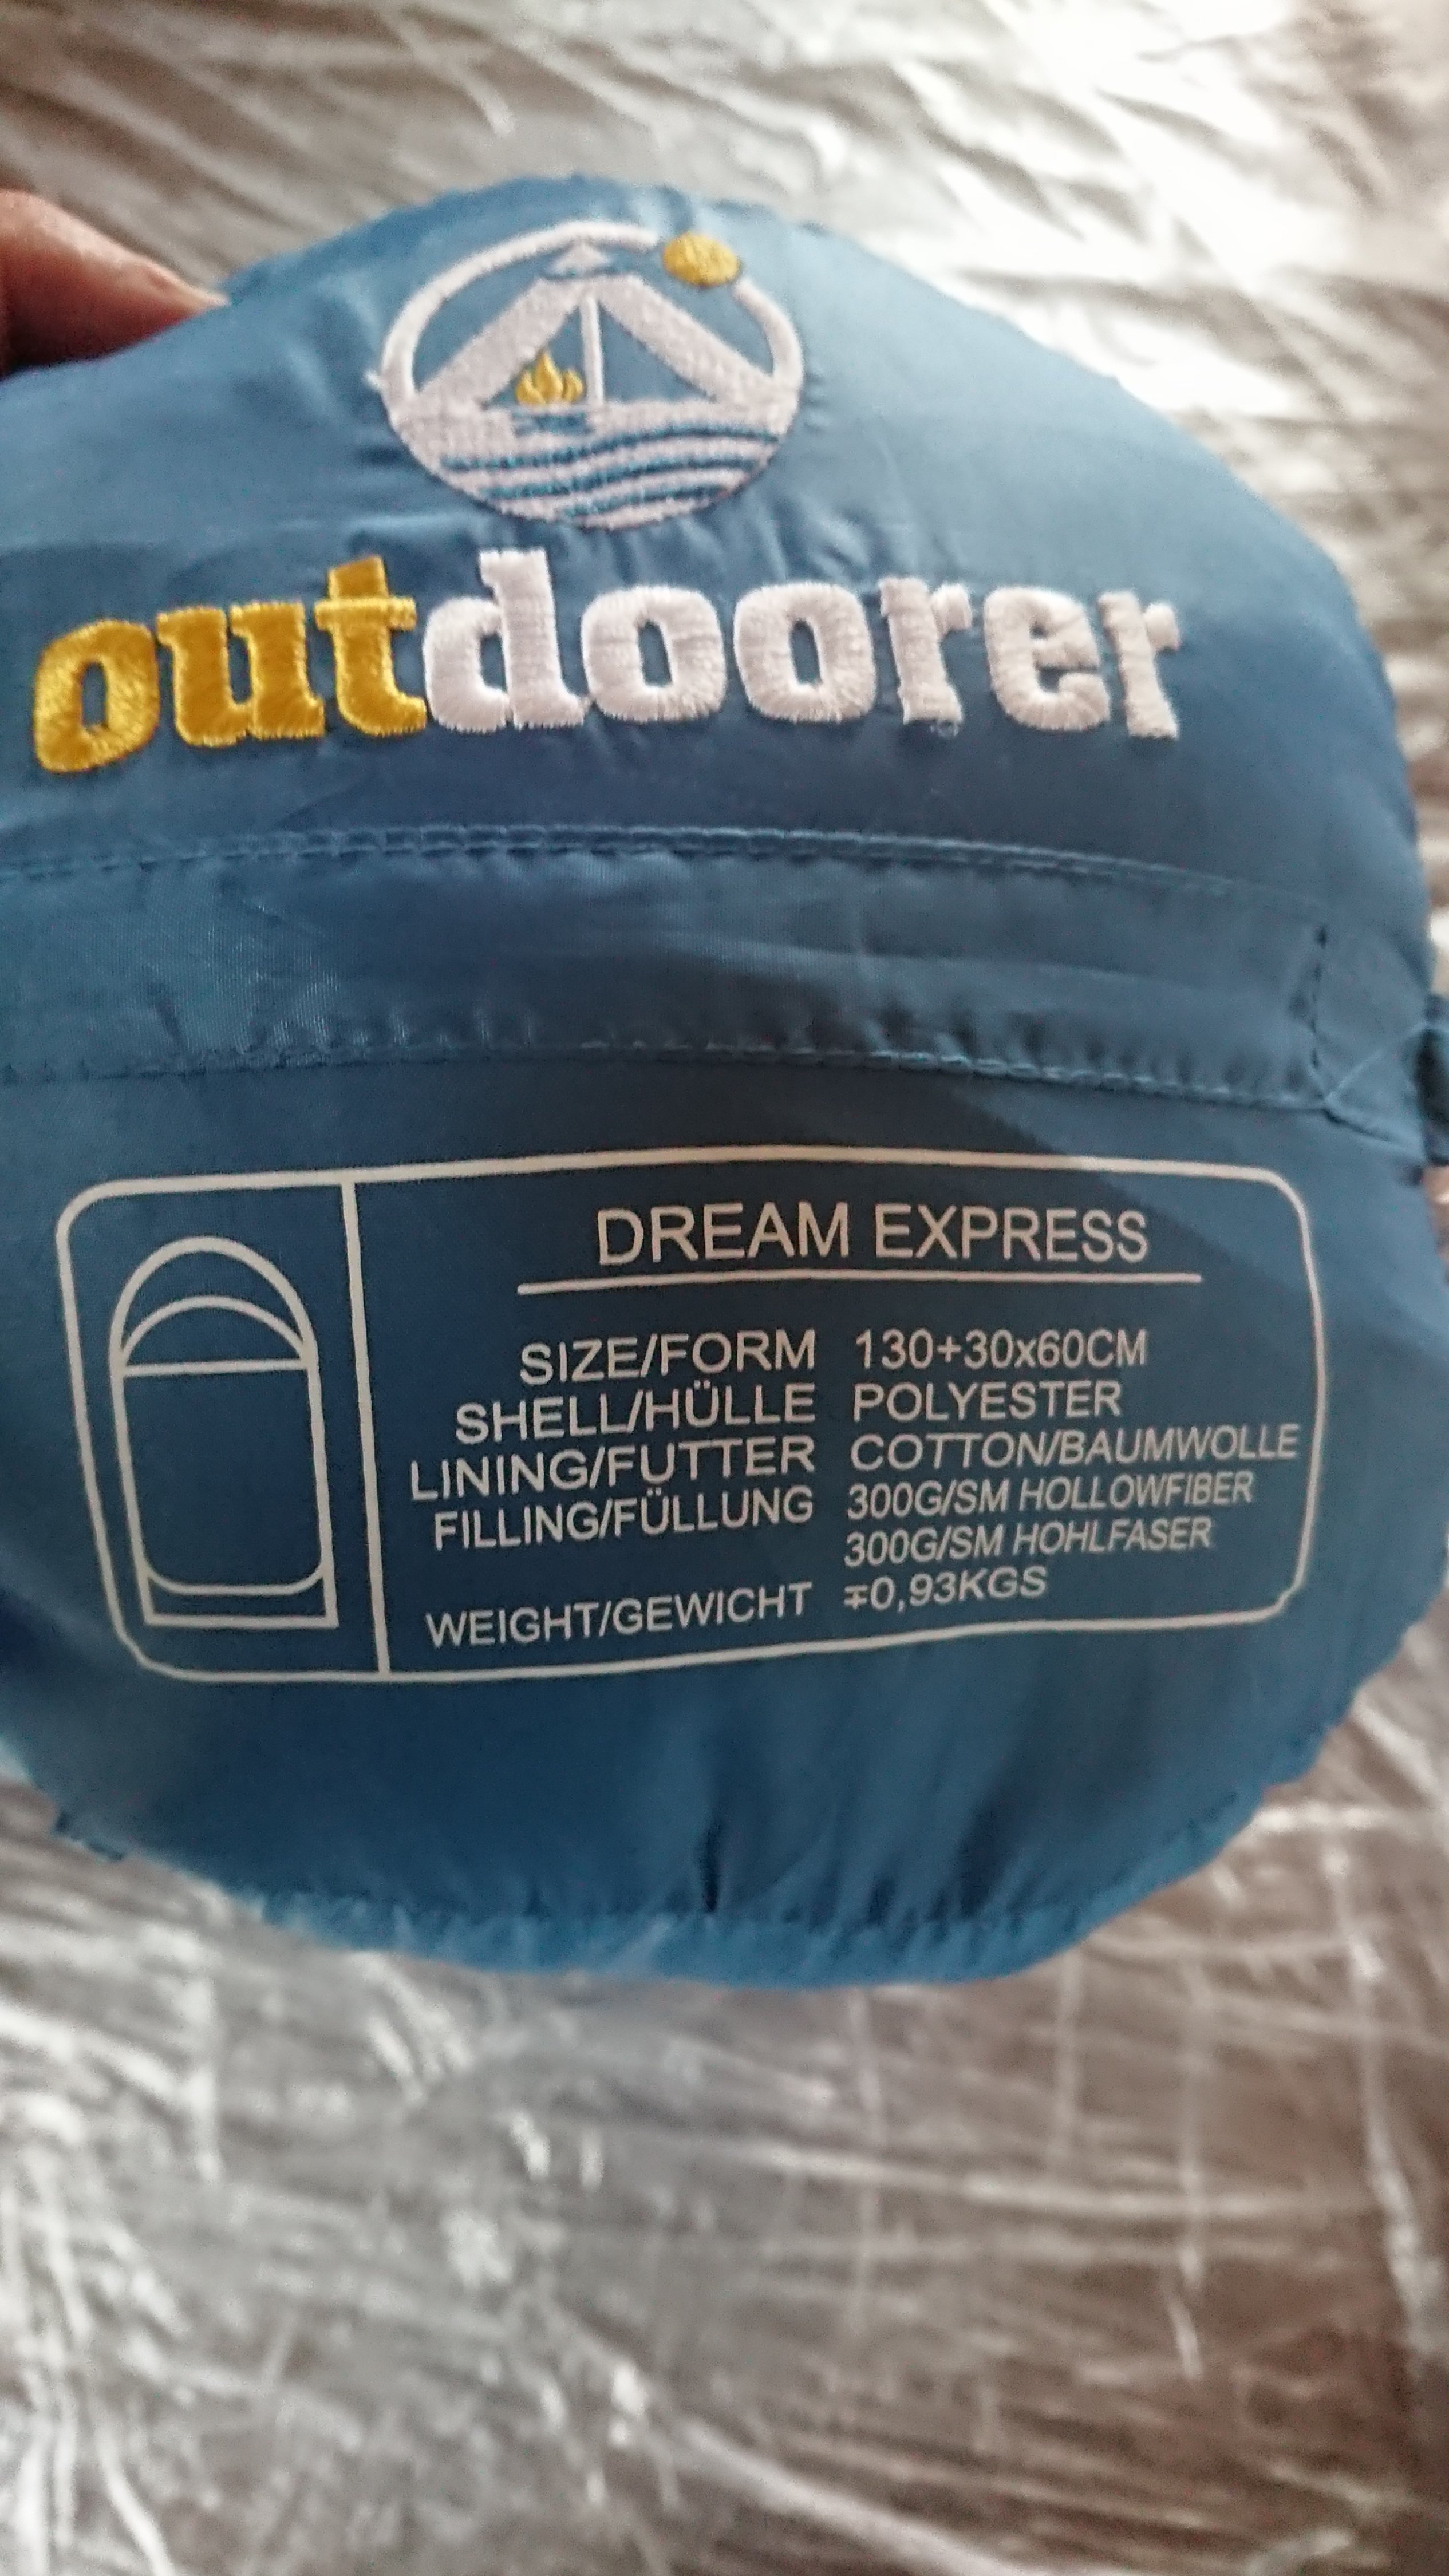 outdoorer
DREAM EXPRESS
SIZE/FORM 130+30x60CM
SHELL/HÜLLE POLYESTER
LINING/FUTTER COTTON/BAUMWOLLE
FILLING/FÜLLUNG 300G/SM HOLLOWFIBER
300G/SM HOHLFASER
WEIGHT/GEWICHT ∓0,93KGS